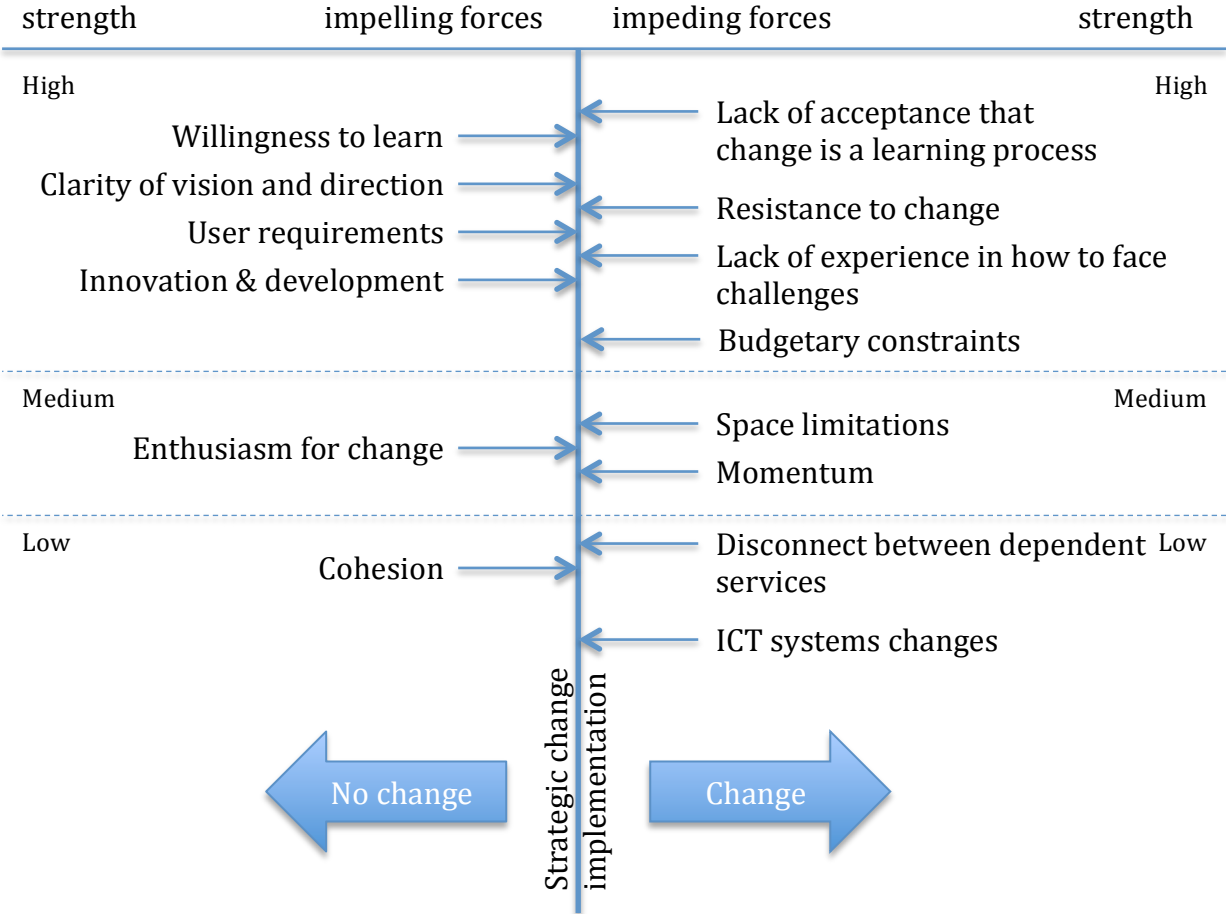 strength impelling forces impeding forces strength
High
High
Willingness to learn
Clarity of vision and direction
User requirements
Innovation & development
Lack of acceptance that
change is a learning process
Resistance to change
Lack of experience in how to face
challenges
Budgetary constraints
Medium
Medium
Enthusiasm for change
Space limitations
Momentum
Low
Low
Cohesion
Disconnect between dependent
services
ICT systems changes
Strategic change
implementation
No change
Change